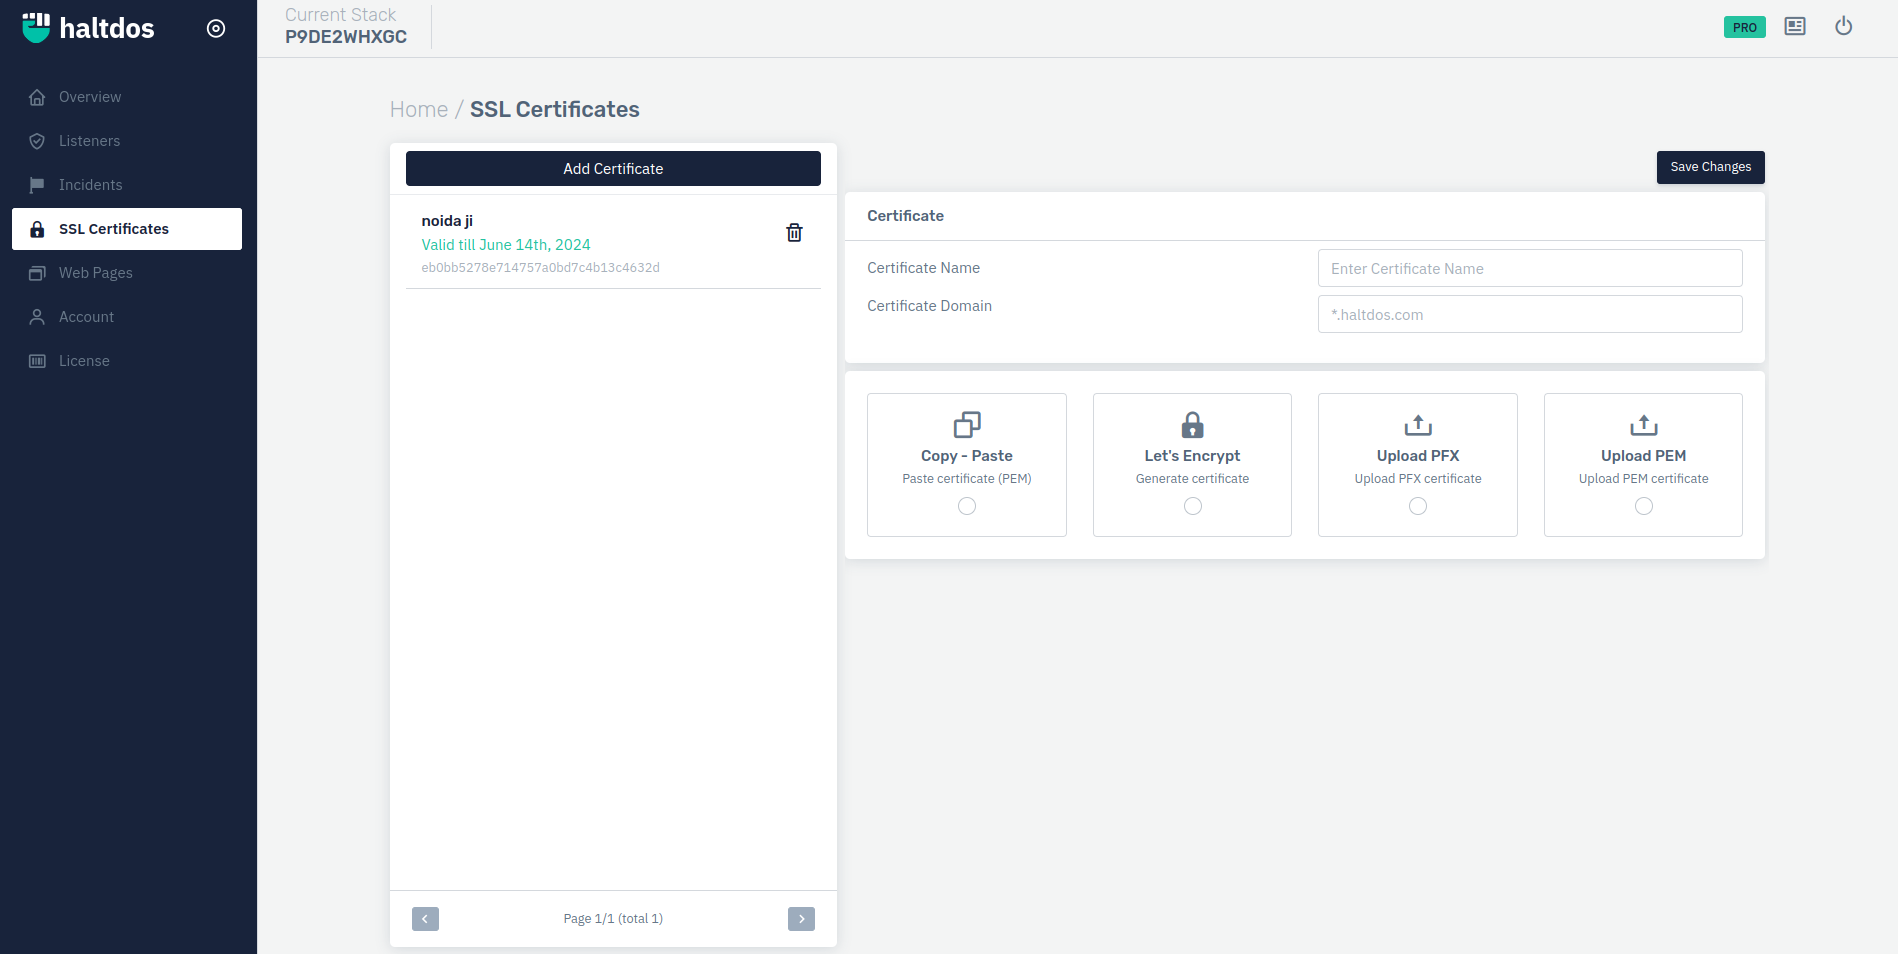 haltdos
Current Stack
P9DE2WHXGC
PRO
Overview
Listeners
Incidents
SSL Certificates
Web Pages
Account
License
Home / SSL Certificates
Add Certificate
noida ji
Valid till June 14th, 2024
eb0bb5278e714757a0bd7c4b13c4632d
Page 1/1 (total 1)
Save Changes
Certificate
Certificate Name
Enter Certificate Name
Certificate Domain
*.haltdos.com
Copy - Paste
Paste certificate (PEM)
Let's Encrypt
Generate certificate
Upload PFX
Upload PFX certificate
Upload PEM
Upload PEM certificate